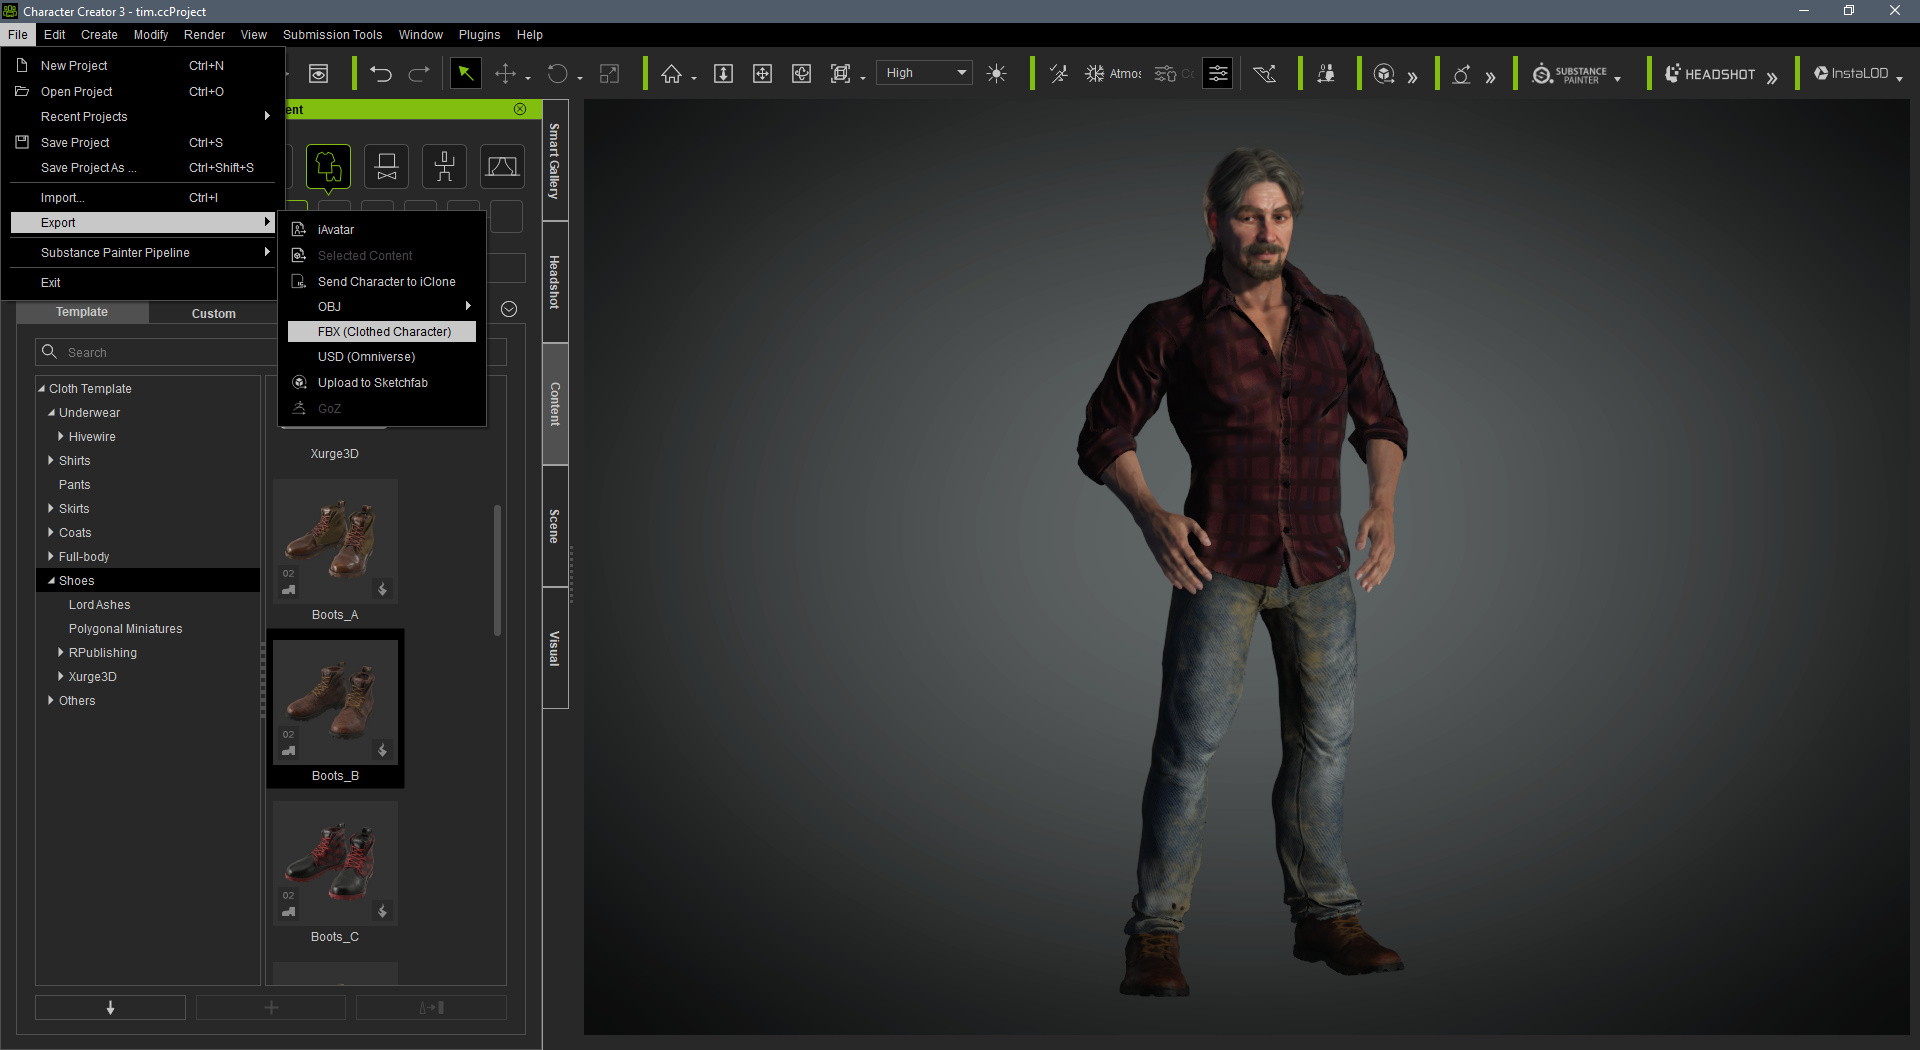 Character Creator 3 - tim.ccProject
File Edit Create Modify Render View Submission Tools Window Plugins Help
New Project Ctrl+N
Open Project Ctrl+O
Recent Projects
Save Project Ctrl+S
Save Project As ... Ctrl+Shift+S
Import... Ctrl+I
Export
Substance Painter Pipeline
Exit
iAvatar
Selected Content
Send Character to iClone
OBJ
FBX (Clothed Character)
USD (Omniverse)
Upload to Sketchfab
GoZ
High
Atmos
SUBSTANCE PAINTER
HEADSHOT
INSTALOD
ent
Smart Gallery
Headshot
Content
Scene
Visual
Template Custom
Search
Cloth Template
Underwear
Hivewire
Shirts
Pants
Skirts
Coats
Full-body
Shoes
Lord Ashes
Polygonal Miniatures
RPublishing
Xurge3D
Others
Xurge3D
02
Boots_A
02
Boots_B
02
Boots_C